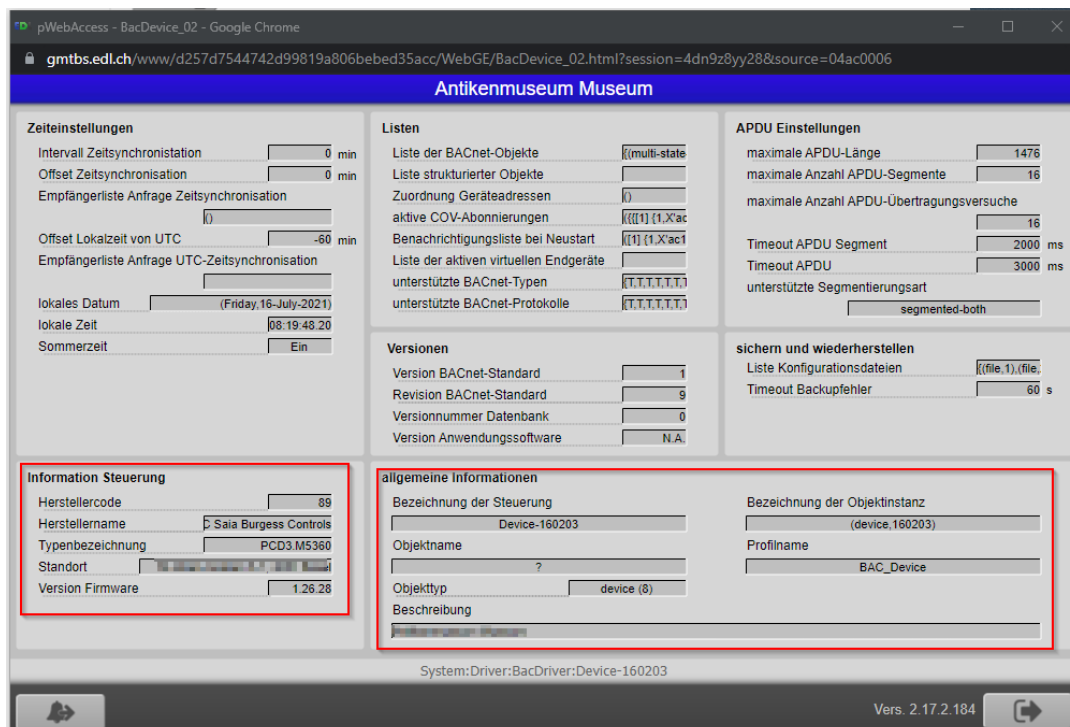 pWebAccess - BacDevice_02 - Google Chrome
gmtbs.edl.ch/www/d257d7544742d99819a806bebed35acc/WebGE/BacDevice_02.html?session=4dn9z8yy28&source=04ac0006
Antikenmuseum Museum
Zeiteinstellungen
Intervall Zeitsynchronistation 0 min
Offset Zeitsynchronisation 0 min
Empfängerliste Anfrage Zeitsynchronisation
()
Offset Lokalzeit von UTC -60 min
Empfängerliste Anfrage UTC-Zeitsynchronisation
lokales Datum (Friday,16-July-2021)
lokale Zeit 08:19:48.20
Sommerzeit Ein
Listen
Liste der BACnet-Objekte {(multi-state
Liste strukturierter Objekte
Zuordnung Geräteadressen ()
aktive COV-Abonnierungen ({{[1] {1,X'ac
Benachrichtigungsliste bei Neustart ([1] {1,X'ac1
Liste der aktiven virtuellen Endgeräte
unterstützte BACnet-Typen {T,T,T,T,T,T
unterstützte BACnet-Protokolle {T,T,T,T,T,T
APDU Einstellungen
maximale APDU-Länge 1476
maximale Anzahl APDU-Segmente 16
maximale Anzahl APDU-Übertragungsversuche
16
Timeout APDU Segment 2000 ms
Timeout APDU 3000 ms
unterstützte Segmentierungsart
segmented-both
Versionen
Version BACnet-Standard 1
Revision BACnet-Standard 9
Versionnummer Datenbank 0
Version Anwendungssoftware N.A.
sichern und wiederherstellen
Liste Konfigurationsdateien {(file,1),(file,
Timeout Backupfehler 60 s
Information Steuerung
Herstellercode 89
Herstellername C Saia Burgess Controls
Typenbezeichnung PCD3.M5360
Standort
Version Firmware 1.26.28
allgemeine Informationen
Bezeichnung der Steuerung
Device-160203
Objektname
?
Objekttyp device (8)
Beschreibung
Bezeichnung der Objektinstanz
(device,160203)
Profilname
BAC_Device
System:Driver:BacDriver:Device-160203
Vers. 2.17.2.184